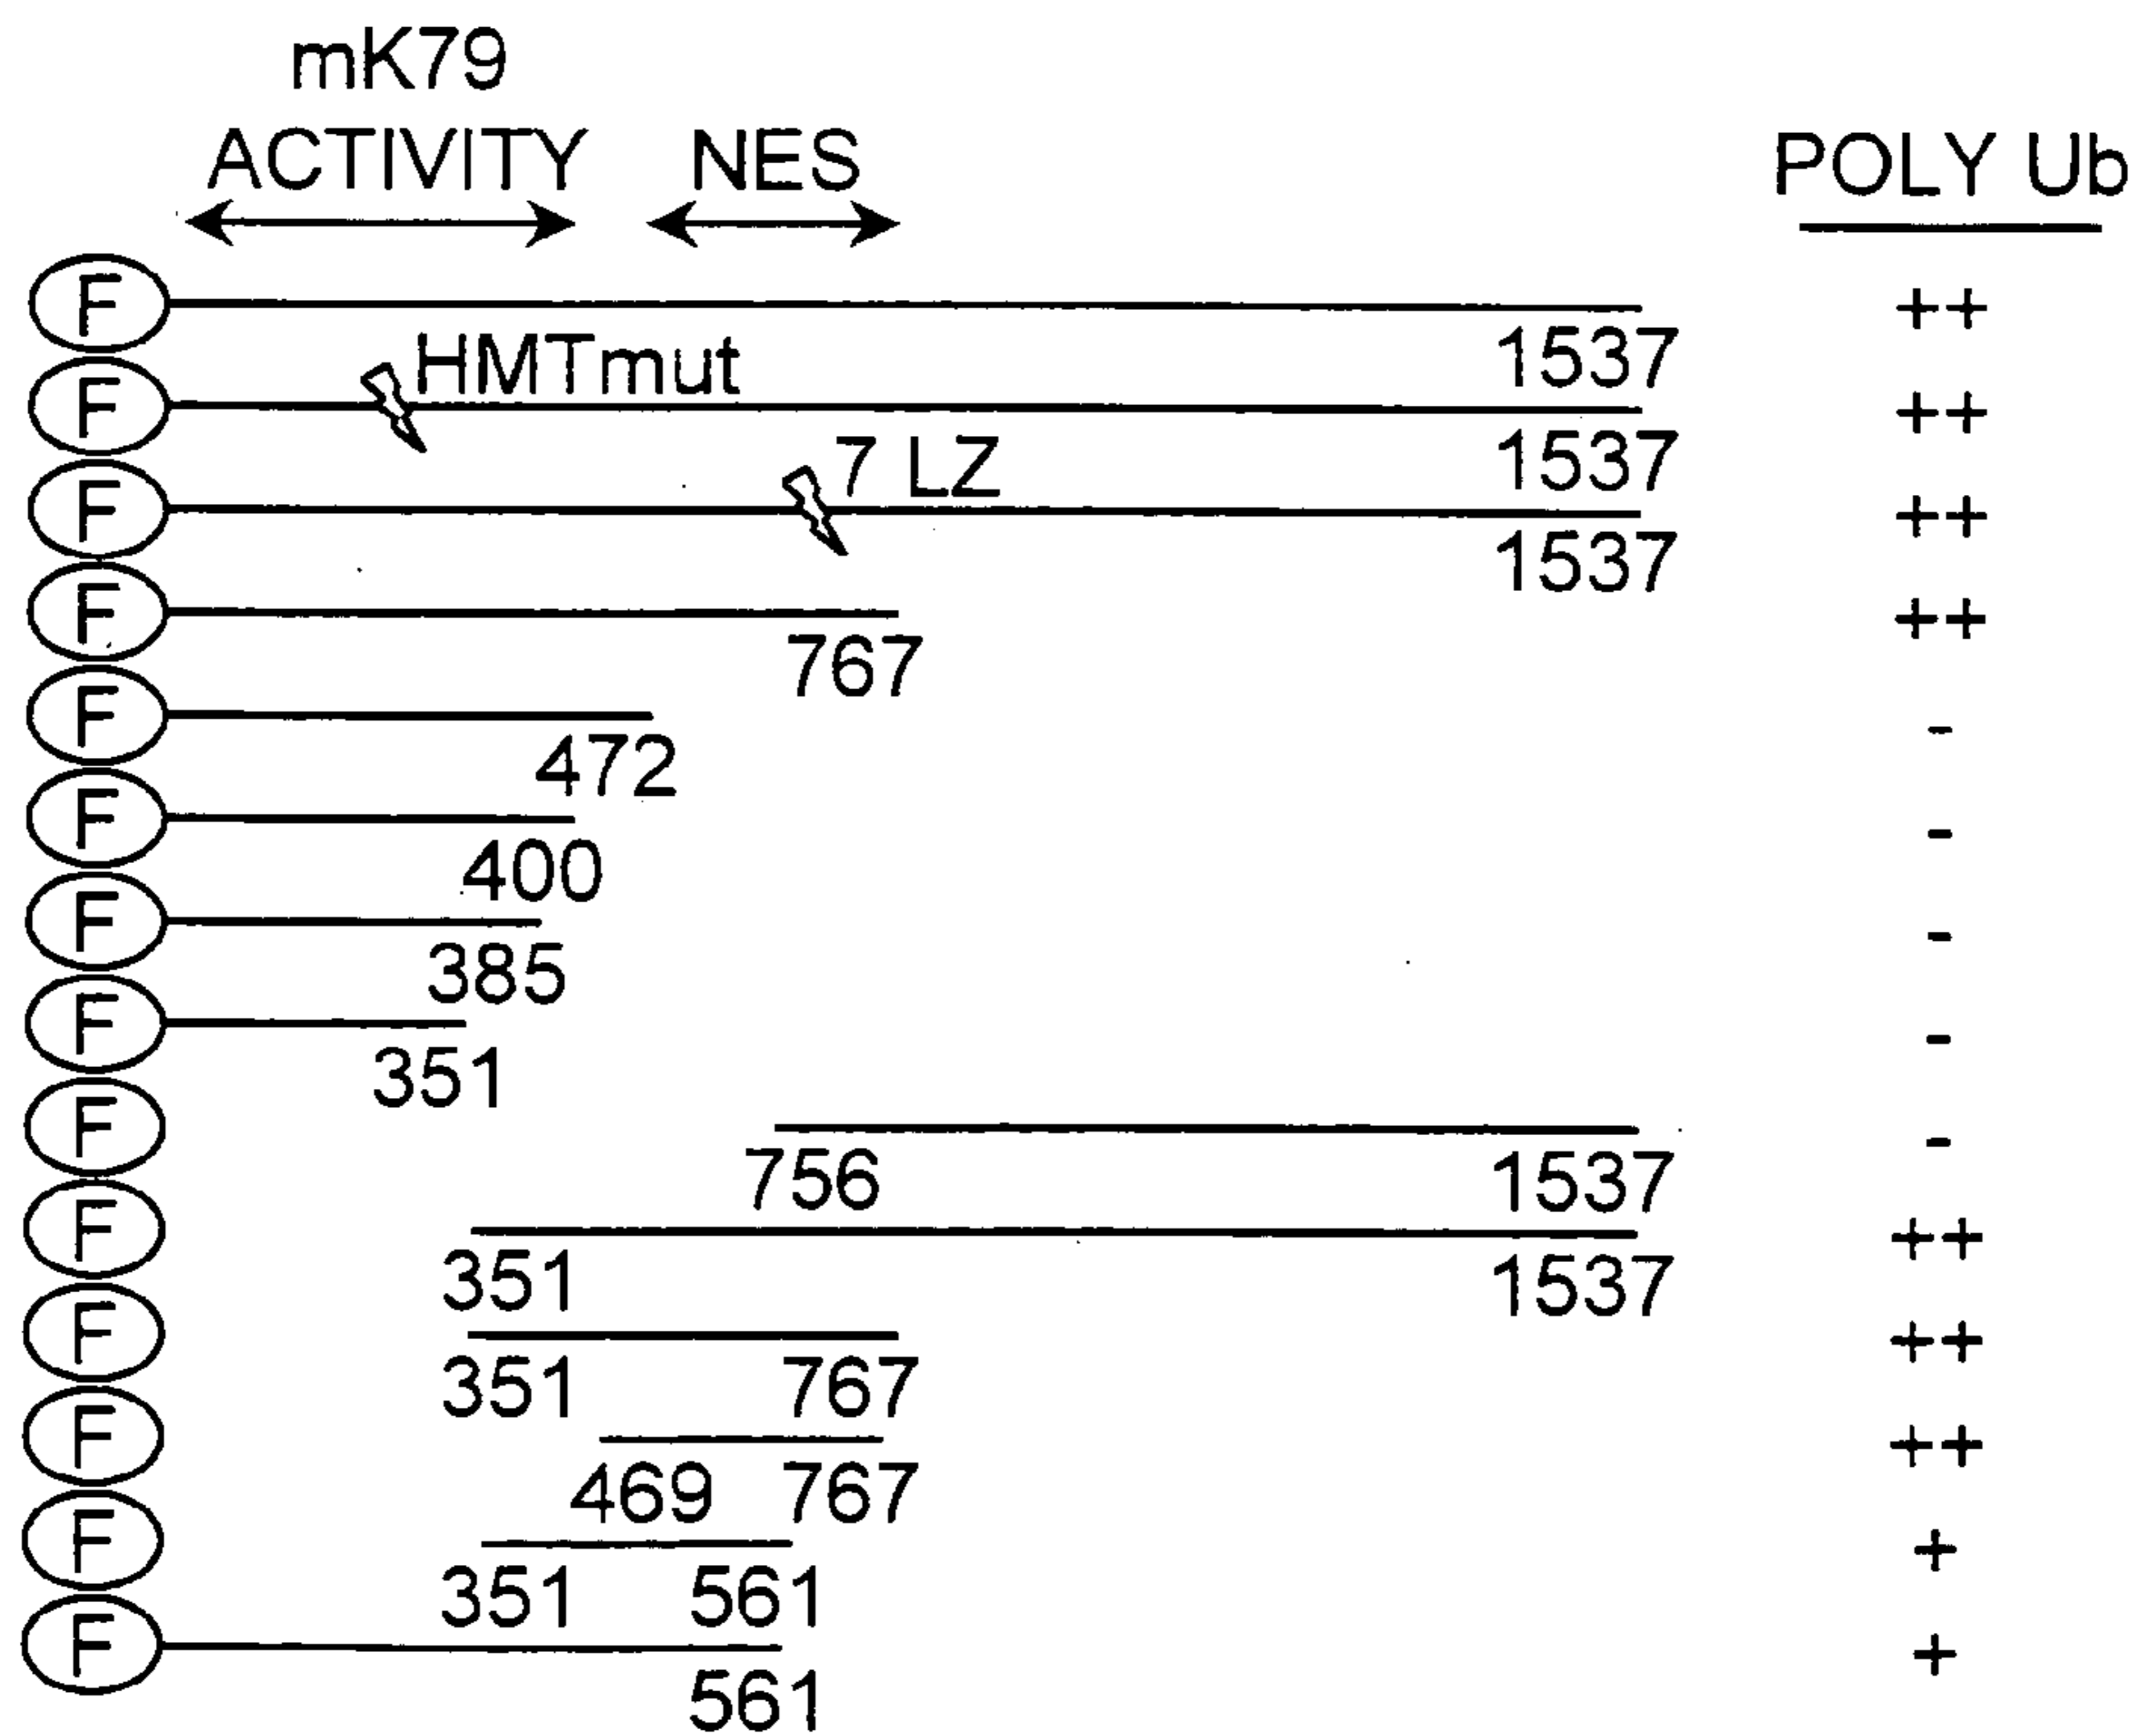 mK79
ACTIVITY NES POLY Ub
F ++
1537
F HMTmut ++
1537
F 7 LZ ++
1537
F ++
767
F -
472
F -
400
F -
385
F -
351
F -
756 1537
F ++
351 1537
F ++
351 767
F ++
469 767
F +
351 561
F +
561